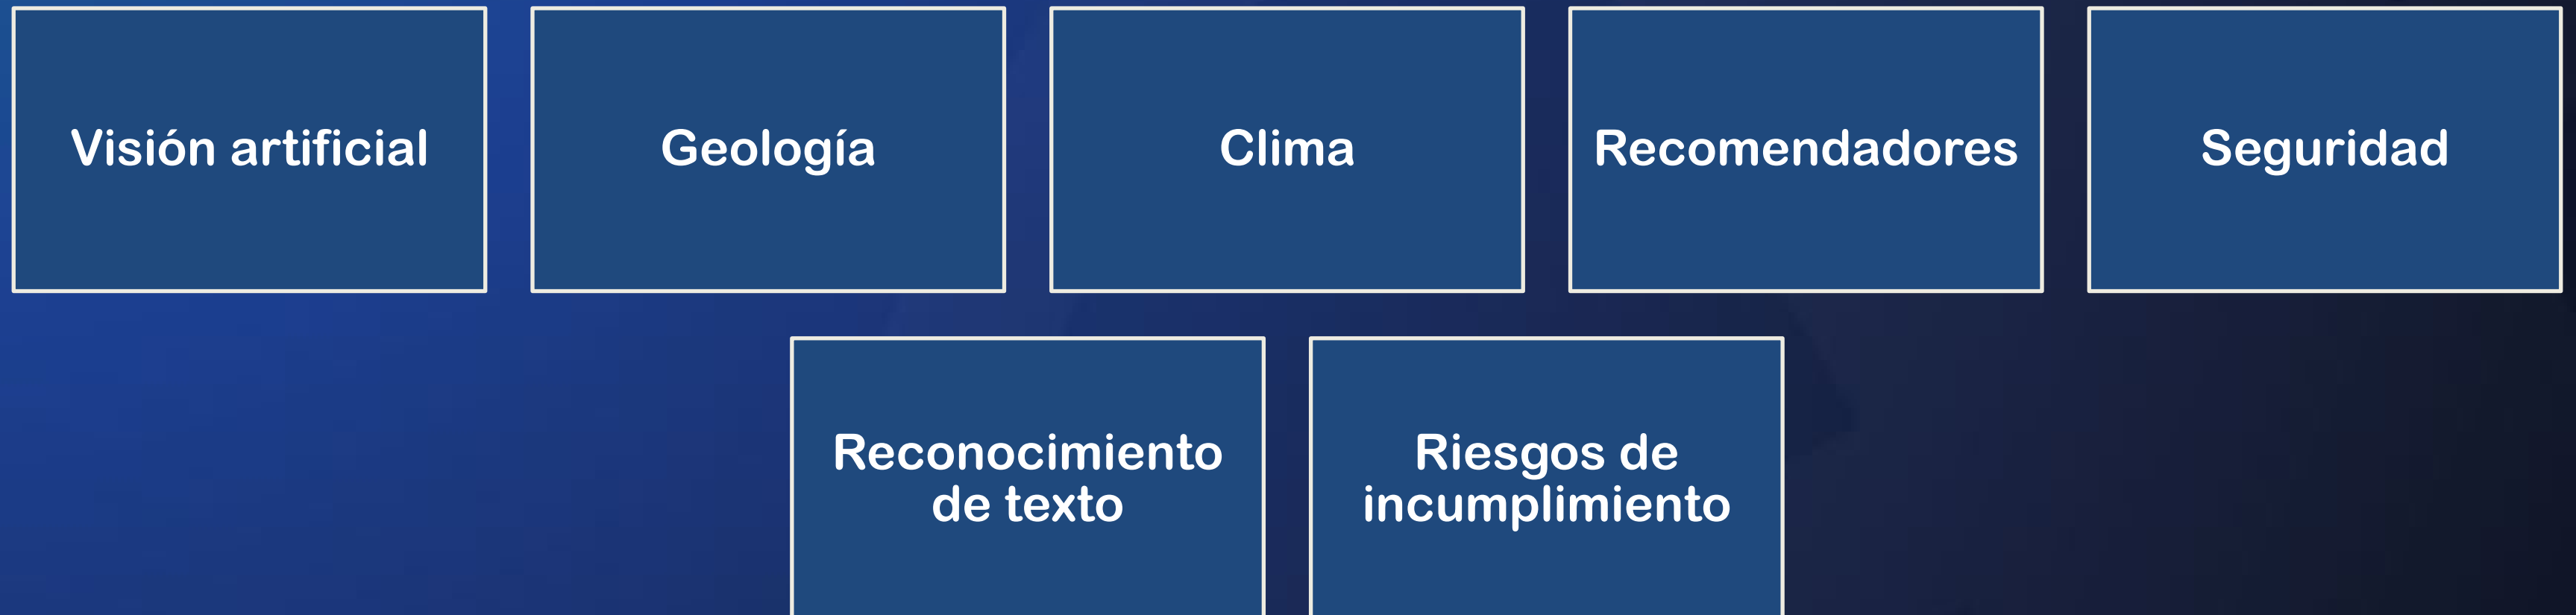 Visión artificial
Geología
Clima
Recomendadores
Seguridad
Reconocimiento
de texto
Riesgos de
incumplimiento